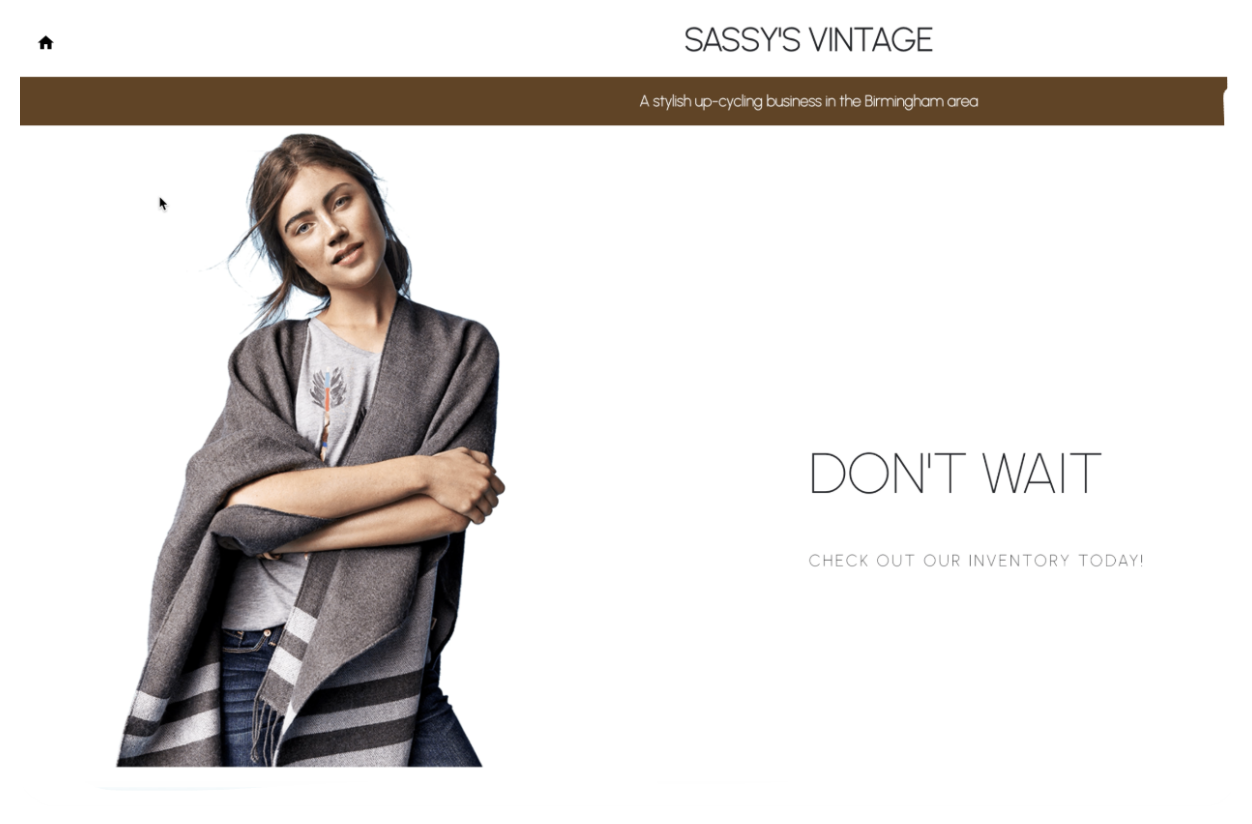 SASSY'S VINTAGE
A stylish up-cycling business in the Birmingham area
DON'T WAIT
CHECK OUT OUR INVENTORY TODAY!